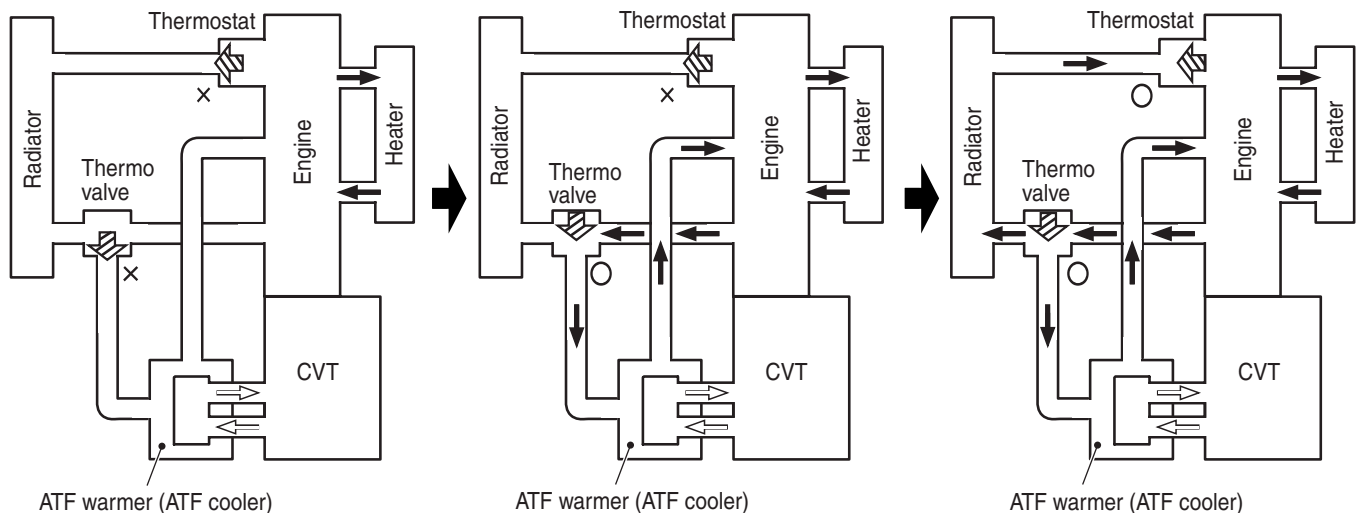 Thermostat
Radiator
Engine
Heater
Thermo
valve
×
×
CVT
ATF warmer (ATF cooler)
Thermostat
Radiator
Engine
Heater
Thermo
valve
×
○
CVT
ATF warmer (ATF cooler)
Thermostat
Radiator
Engine
Heater
Thermo
valve
○
○
CVT
ATF warmer (ATF cooler)